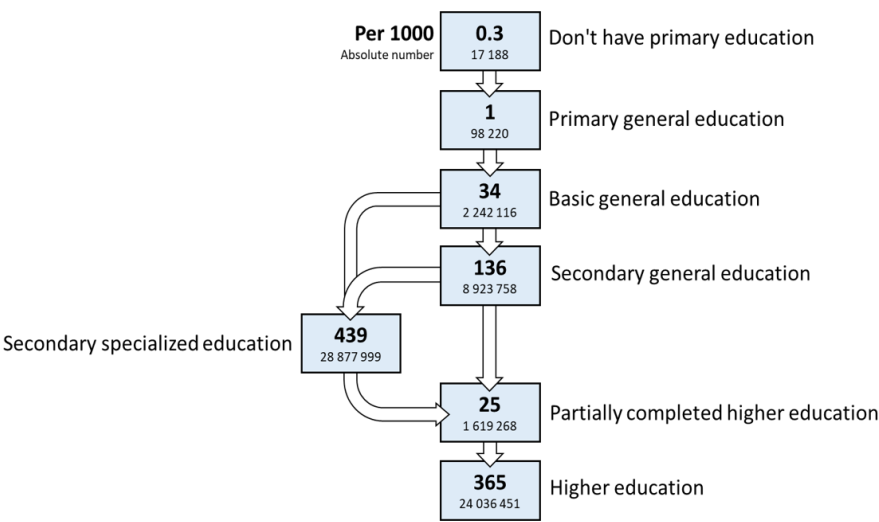 Per 1000
Absolute number
0.3
17 188
Don't have primary education
1
98 220
Primary general education
34
2 242 116
Basic general education
136
8 923 758
Secondary general education
Secondary specialized education
439
28 877 999
25
1 619 268
Partially completed higher education
365
24 036 451
Higher education